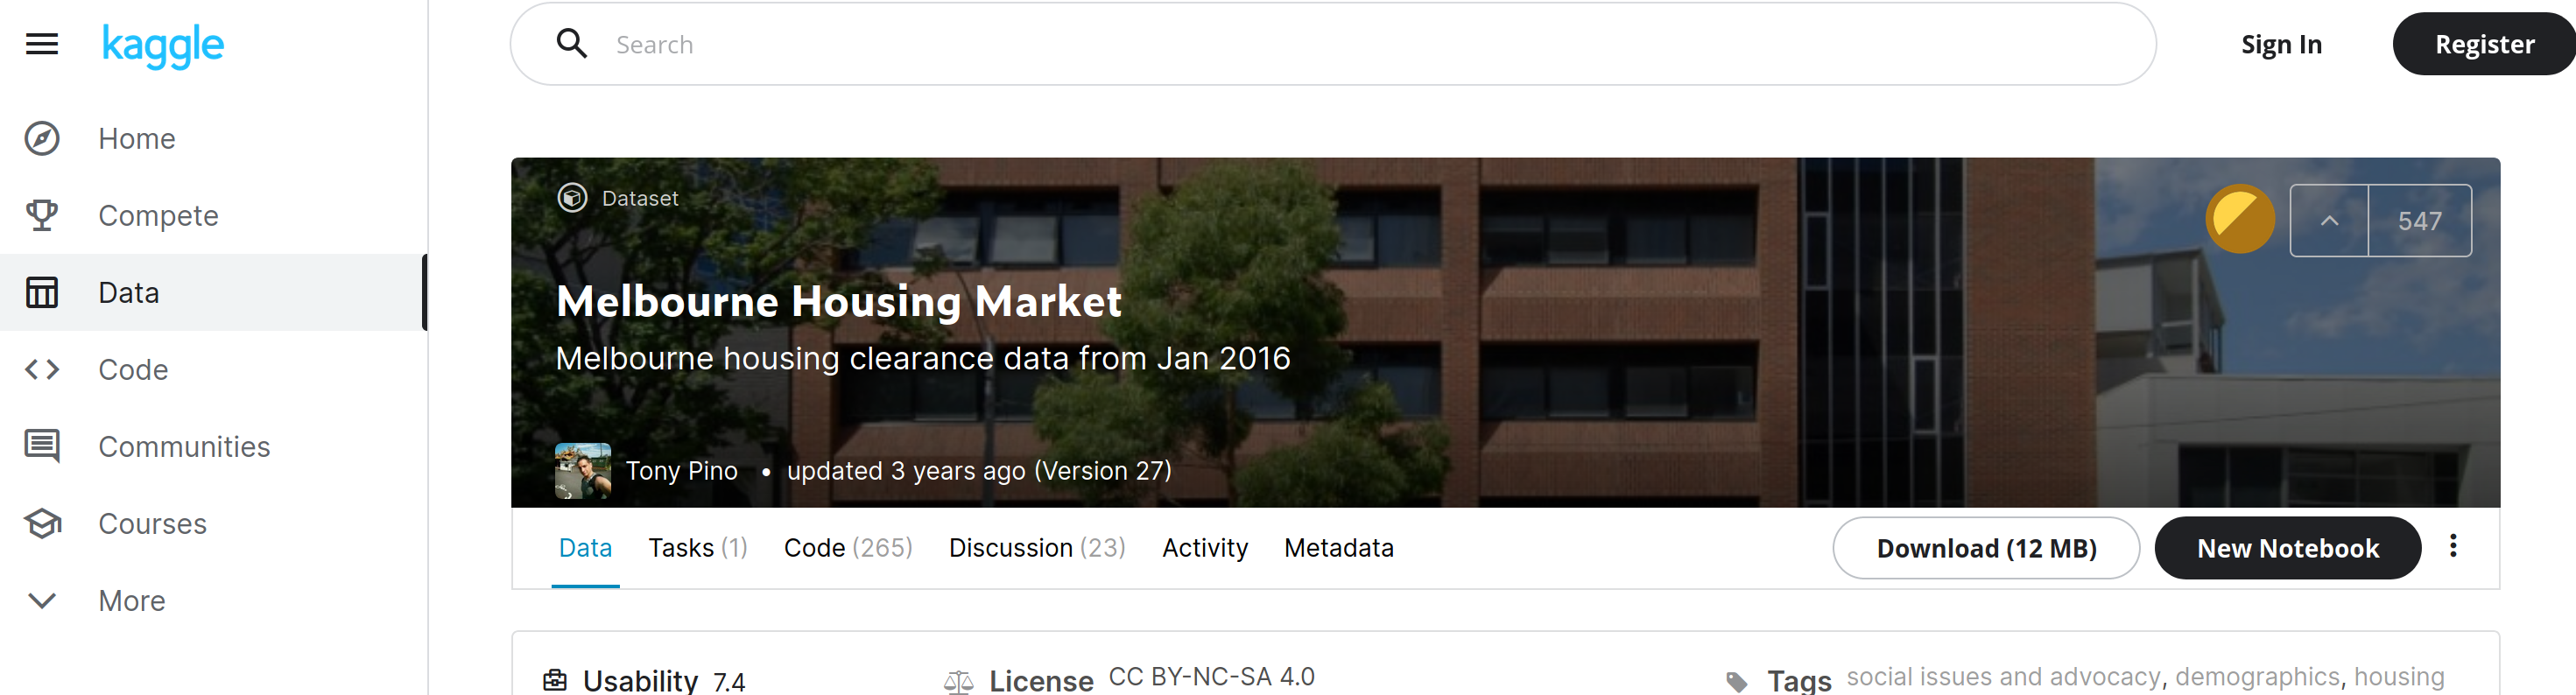 kaggle
Search
Sign In
Register
Home
Compete
Data
Code
Communities
Courses
More
Dataset
547
Melbourne Housing Market
Melbourne housing clearance data from Jan 2016
Tony Pino • updated 3 years ago (Version 27)
Data Tasks (1) Code (265) Discussion (23) Activity Metadata
Download (12 MB) New Notebook
Usability 7.4 License CC BY-NC-SA 4.0 Tags social issues and advocacy, demographics, housing